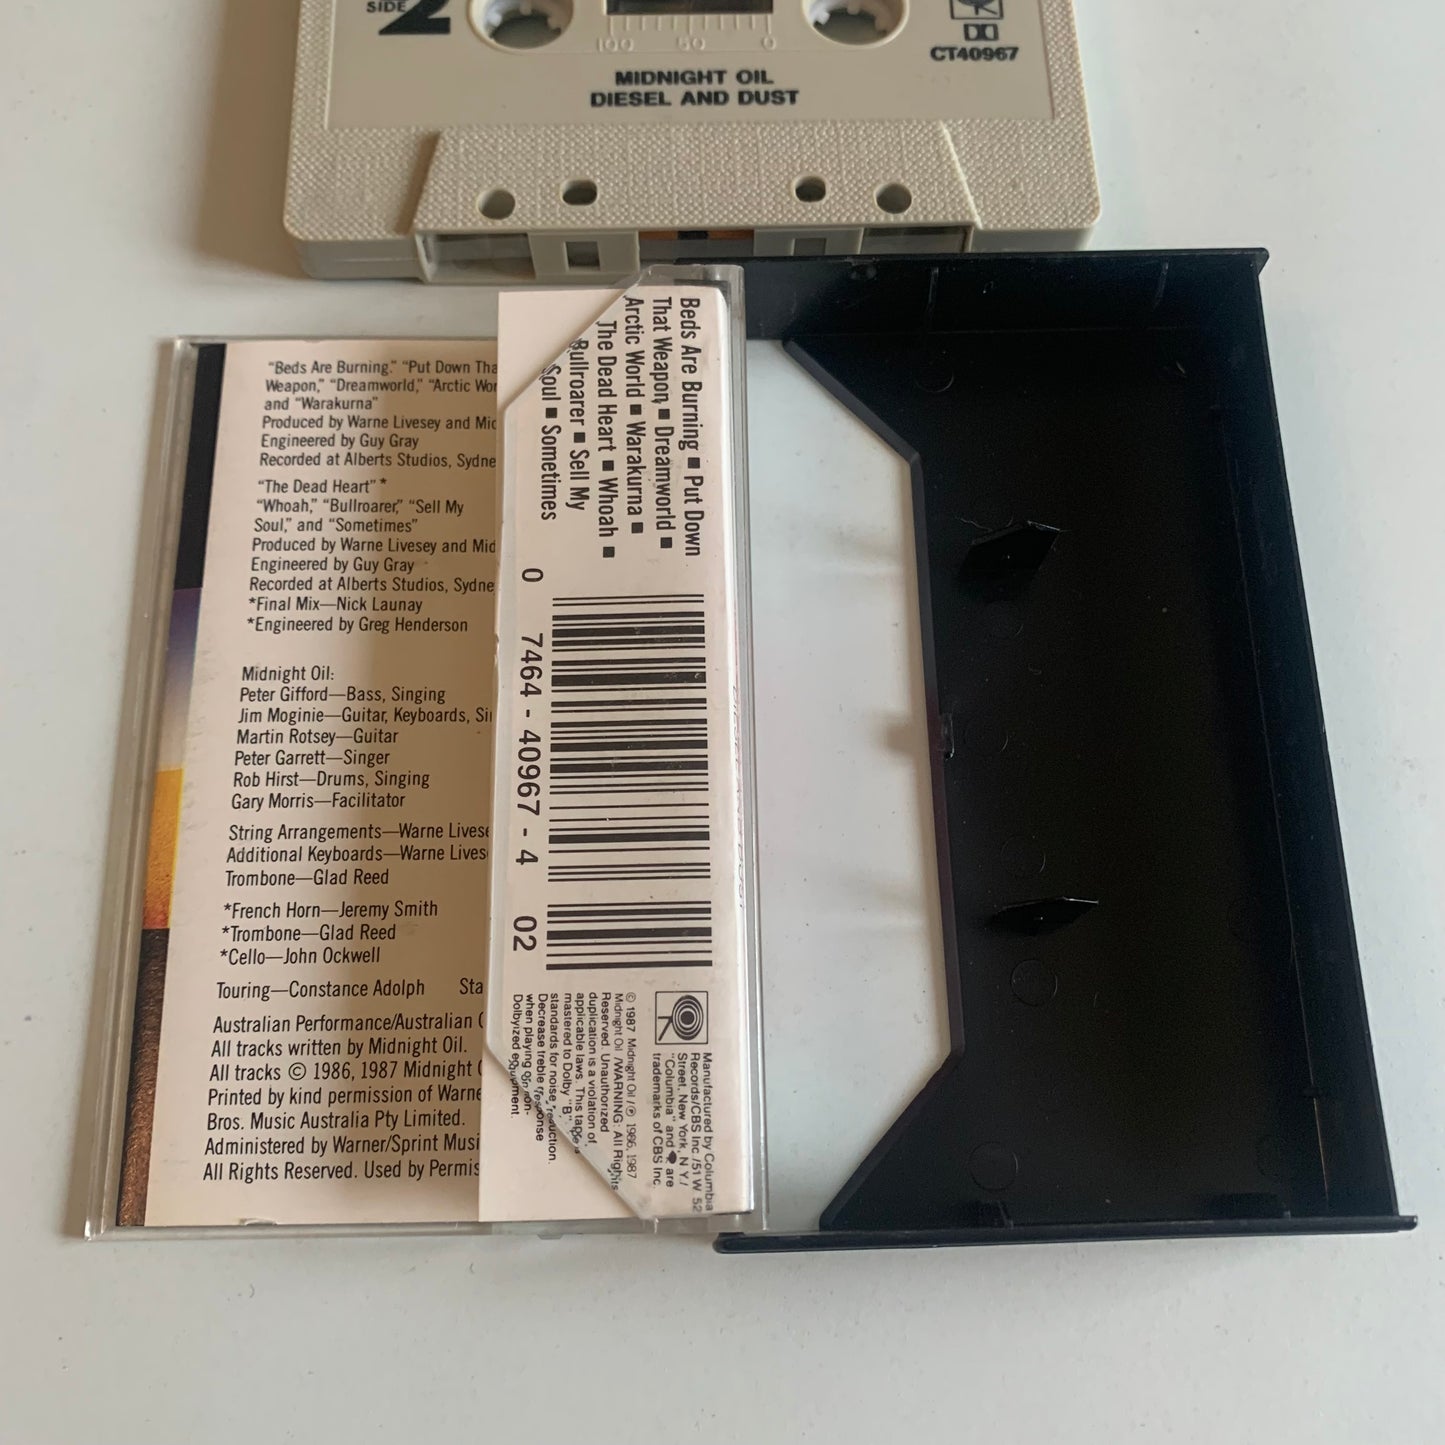 SIDE 2
100 50 0
CT40967
MIDNIGHT OIL
DIESEL AND DUST
"Beds Are Burning." "Put Down Tha
Weapon," "Dreamworld," "Arctic Wor
and "Warakurna"
Produced by Warne Livesey and Mid
Engineered by Guy Gray
Recorded at Alberts Studios, Sydne
"The Dead Heart"*
"Whoah," "Bullroarer," "Sell My
Soul," and "Sometimes"
Produced by Warne Livesey and Mid
Engineered by Guy Gray
Recorded at Alberts Studios, Sydne
*Final Mix—Nick Launay
*Engineered by Greg Henderson
Midnight Oil:
Peter Gifford—Bass, Singing
Jim Moginie—Guitar, Keyboards, Si
Martin Rotsey—Guitar
Peter Garrett—Singer
Rob Hirst—Drums, Singing
Gary Morris—Facilitator
String Arrangements—Warne Livese
Additional Keyboards—Warne Lives
Trombone—Glad Reed
*French Horn—Jeremy Smith
*Trombone—Glad Reed
*Cello—John Ockwell
Touring—Constance Adolph Sta
Australian Performance/Australian
All tracks written by Midnight Oil.
All tracks © 1986, 1987 Midnight
Printed by kind permission of Warne
Bros. Music Australia Pty Limited.
Administered by Warner/Sprint Musi
All Rights Reserved. Used by Permis
Beds Are Burning ■ Put Down
That Weapon ■ Dreamworld ■
Arctic World ■ Warakurna ■
The Dead Heart ■ Whoah ■
Bullroarer ■ Sell My
Soul ■ Sometimes
0 7464-40967-4 02
Manufactured by Columbia
Records/CBS Inc./51 W. 52
Street, New York, N.Y./
"Columbia" and are
trademarks of CBS Inc.
© 1987 Midnight Oil/℗ 1986, 1987
Midnight Oil/WARNING: All Rights
Reserved. Unauthorized
duplication is a violation of
applicable laws. This tape is
mastered to Dolby "B"
standards for noise reduction.
Decrease treble response
when playing on non-
Dolbyized equipment.